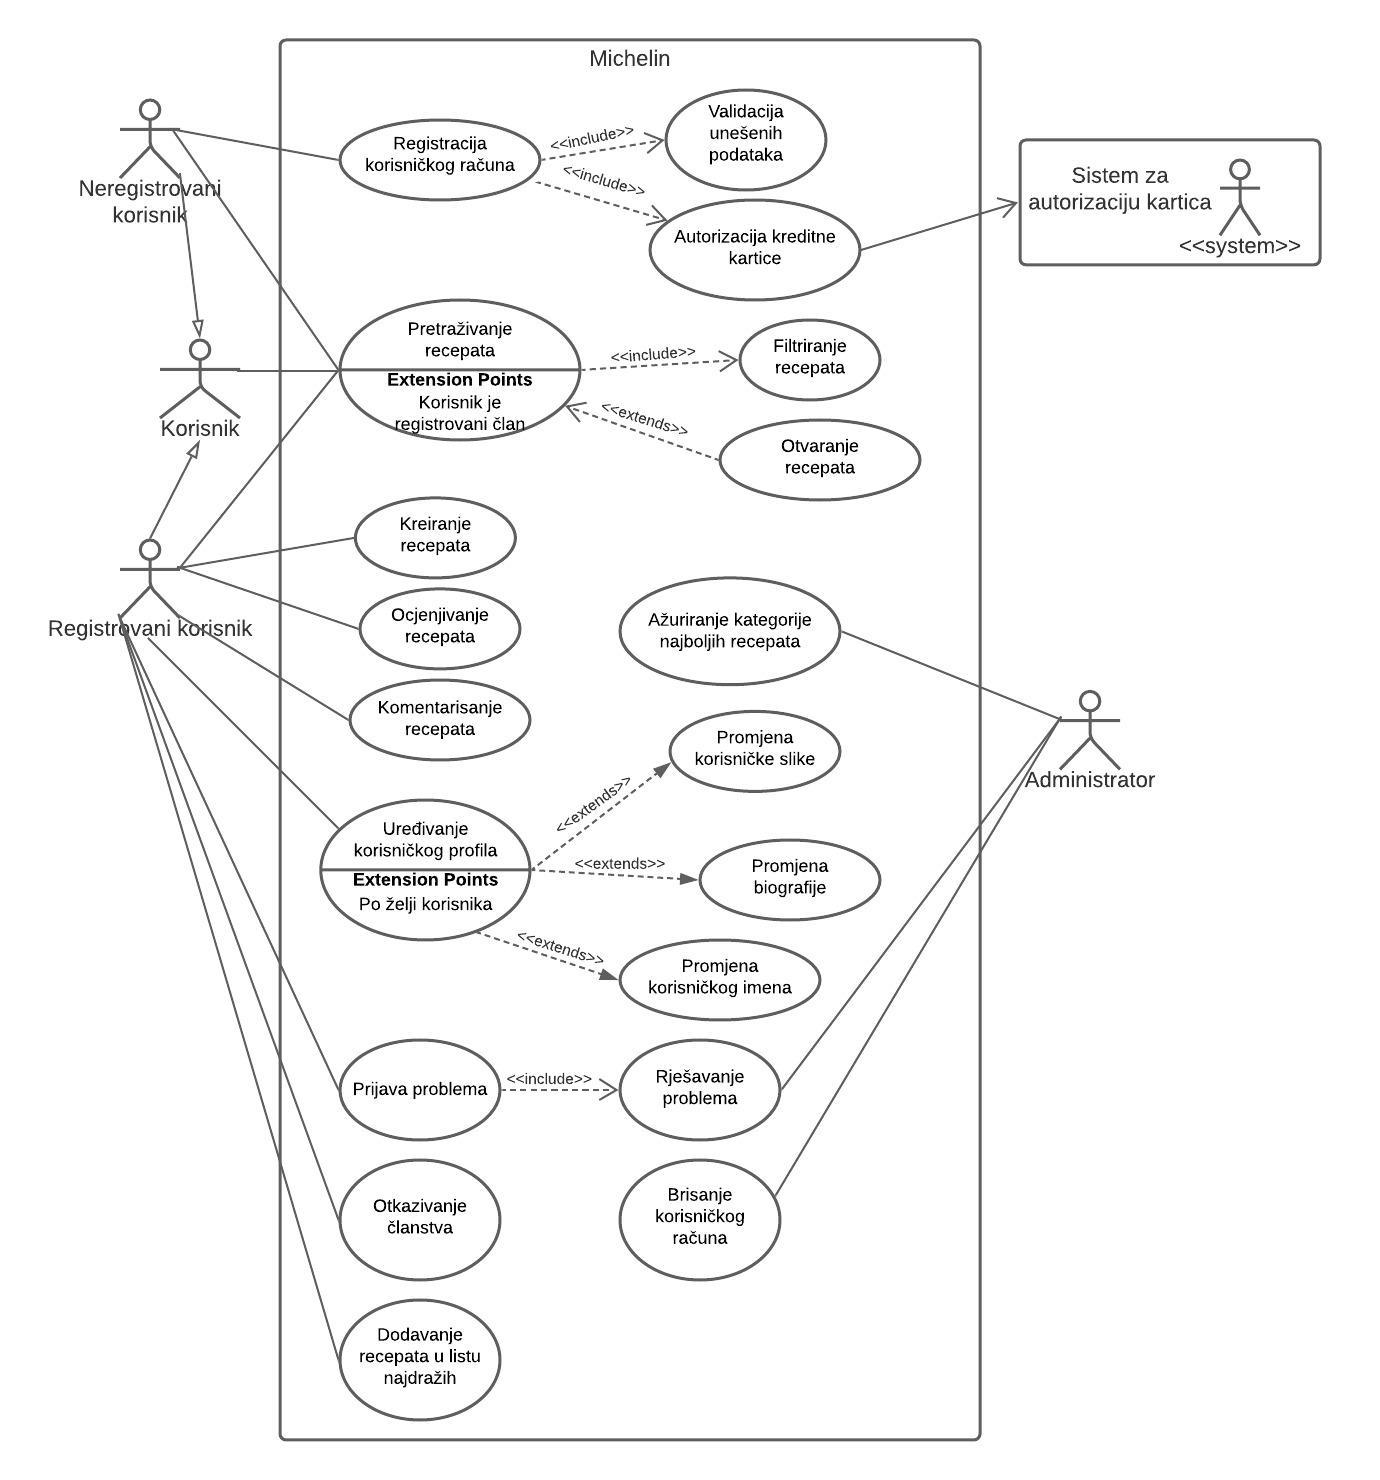 Michelin
Neregistrovani
korisnik
Registracija
korisničkog računa
<<include>>
Validacija
unešenih
podataka
<<include>>
Autorizacija kreditne
kartice
Sistem za
autorizaciju kartica
<<system>>
Korisnik
Pretraživanje
recepata
Extension Points
Korisnik je
registrovani član
<<include>>
Filtriranje
recepata
<<extends>>
Otvaranje
recepata
Registrovani korisnik
Kreiranje
recepata
Ocjenjivanje
recepata
Ažuriranje kategorije
najboljih recepata
Komentarisanje
recepata
Administrator
Uređivanje
korisničkog profila
Extension Points
Po želji korisnika
<<extends>>
Promjena
korisničke slike
<<extends>>
Promjena
biografije
<<extends>>
Promjena
korisničkog imena
Prijava problema
<<include>>
Rješavanje
problema
Otkazivanje
članstva
Brisanje
korisničkog
računa
Dodavanje
recepata u listu
najdražih